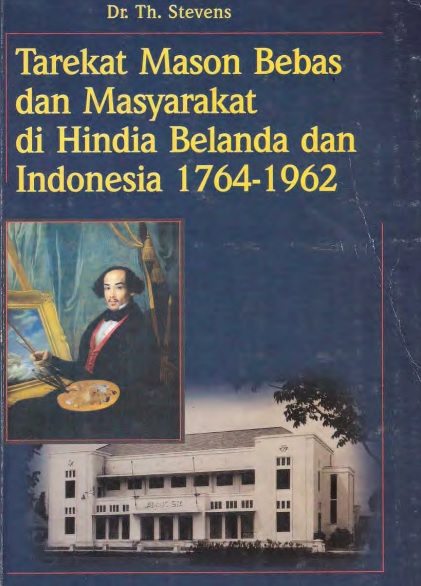 Dr. Th. Stevens
Tarekat Mason Bebas
dan Masyarakat
di Hindia Belanda dan
Indonesia 1764-1962